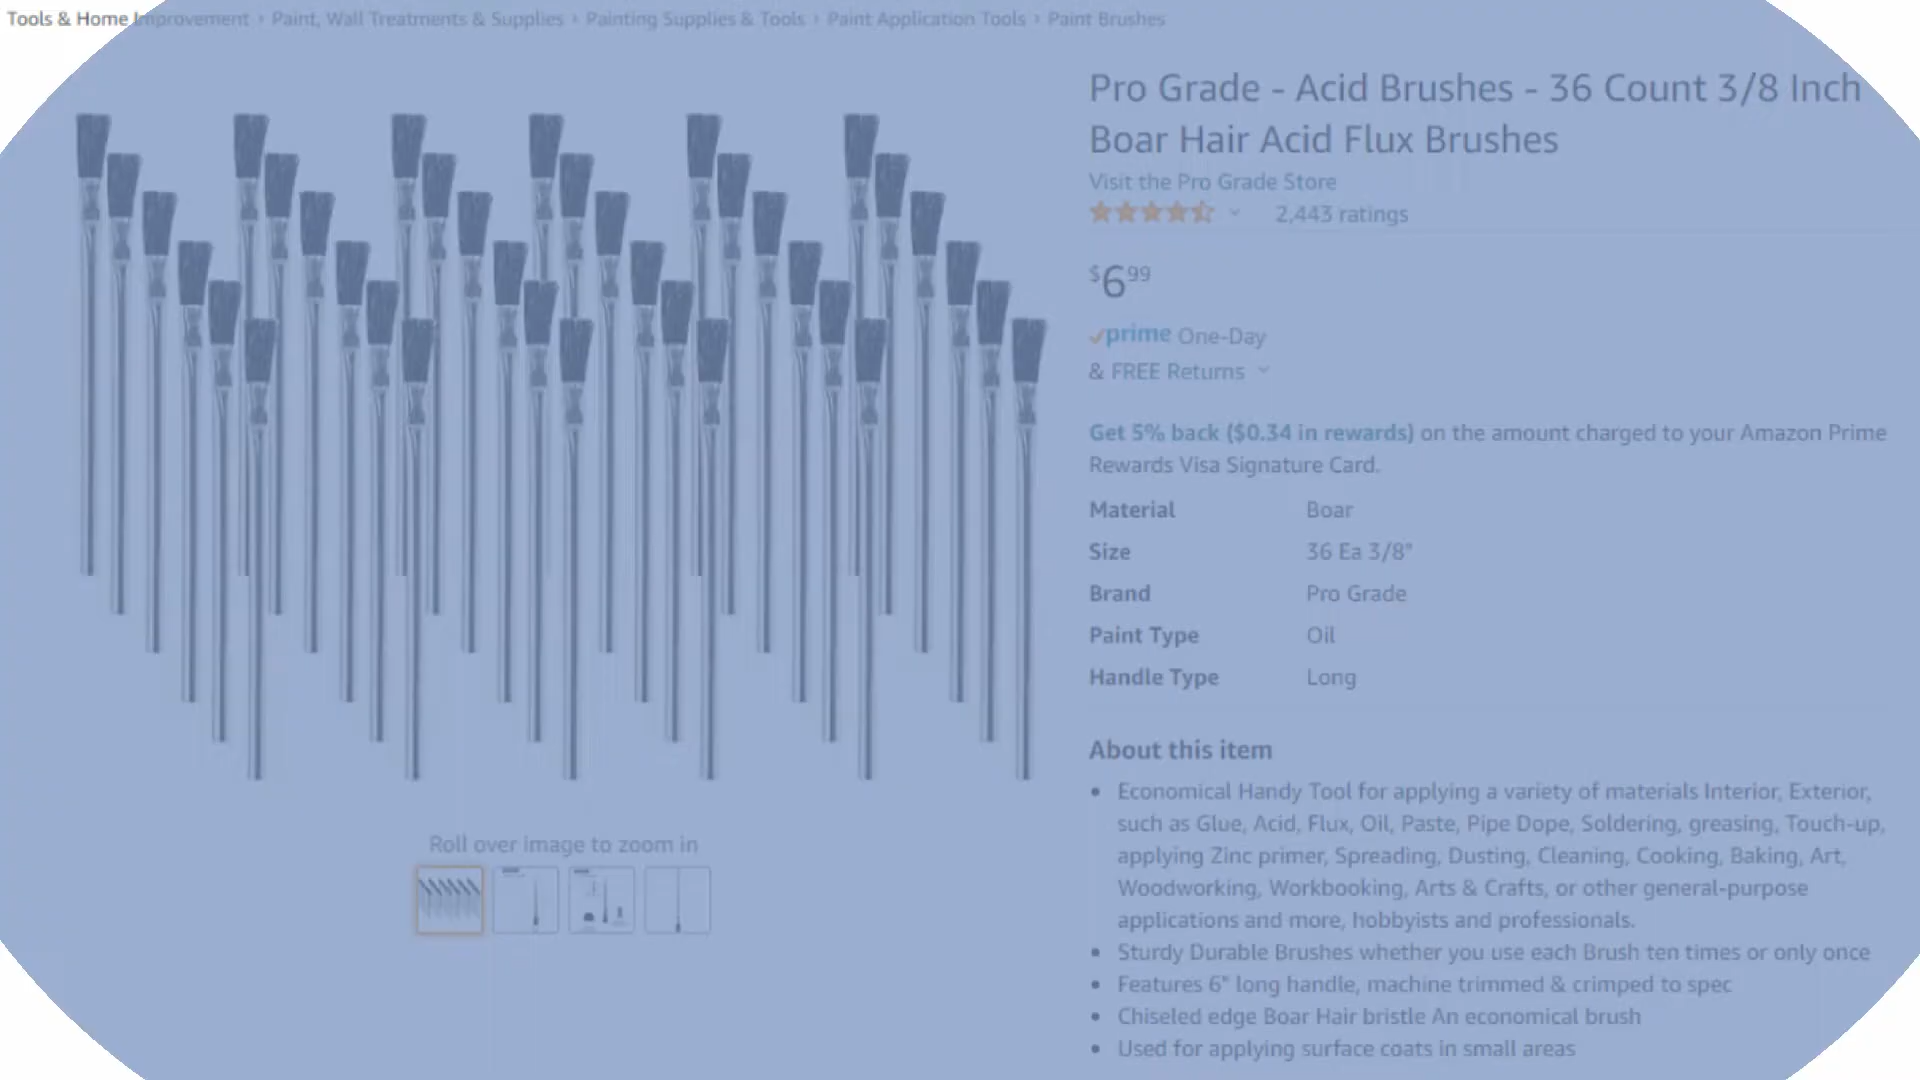 Tools & Home Improvement › Paint, Wall Treatments & Supplies › Painting Supplies & Tools › Paint Application Tools › Paint Brushes
Pro Grade - Acid Brushes - 36 Count 3/8 Inch
Boar Hair Acid Flux Brushes
Visit the Pro Grade Store
2,443 ratings
$6.99
prime One-Day
& FREE Returns
Get 5% back ($0.34 in rewards) on the amount charged to your Amazon Prime
Rewards Visa Signature Card.
Material Boar
Size 36 Ea 3/8"
Brand Pro Grade
Paint Type Oil
Handle Type Long
About this item
• Economical Handy Tool for applying a variety of materials Interior, Exterior,
such as Glue, Acid, Flux, Oil, Paste, Pipe Dope, Soldering, greasing, Touch-up,
applying Zinc primer, Spreading, Dusting, Cleaning, Cooking, Baking, Art,
Woodworking, Workbooking, Arts & Crafts, or other general-purpose
applications and more, hobbyists and professionals.
• Sturdy Durable Brushes whether you use each Brush ten times or only once
• Features 6" long handle, machine trimmed & crimped to spec
• Chiseled edge Boar Hair bristle An economical brush
• Used for applying surface coats in small areas
Roll over image to zoom in